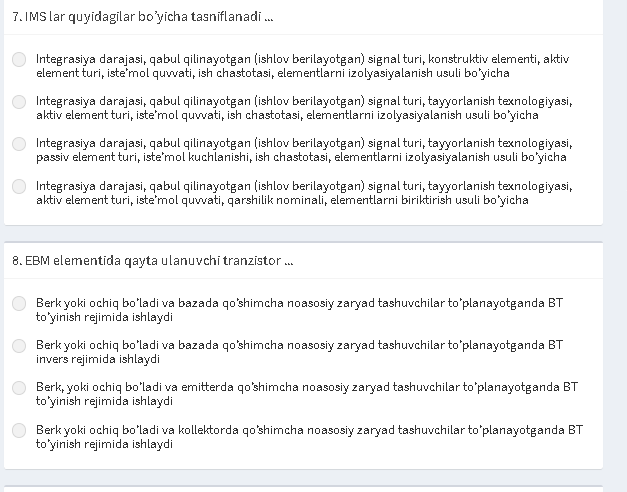 7. IMS lar quyidagilar bo’yicha tasniflanadi ...
Integrasiya darajasi, qabul qilinayotgan (ishlov berilayotgan) signal turi, konstruktiv elementi, aktiv
element turi, iste’mol quvvati, ish chastotasi, elementlarni izolyasiyalanish usuli bo’yicha
Integrasiya darajasi, qabul qilinayotgan (ishlov berilayotgan) signal turi, tayyorlanish texnologiyasi,
aktiv element turi, iste’mol quvvati, ish chastotasi, elementlarni izolyasiyalanish usuli bo’yicha
Integrasiya darajasi, qabul qilinayotgan (ishlov berilayotgan) signal turi, tayyorlanish texnologiyasi,
passiv element turi, iste’mol kuchlanishi, ish chastotasi, elementlarni izolyasiyalanish usuli bo’yicha
Integrasiya darajasi, qabul qilinayotgan (ishlov berilayotgan) signal turi, tayyorlanish texnologiyasi,
aktiv element turi, iste’mol quvvati, qarshilik nominali, elementlarni biriktirish usuli bo’yicha
8. EBM elementida qayta ulanuvchi tranzistor ...
Berk yoki ochiq bo’ladi va bazada qo’shimcha noasosiy zaryad tashuvchilar to’planayotganda BT
to’yinish rejimida ishlaydi
Berk yoki ochiq bo’ladi va bazada qo’shimcha noasosiy zaryad tashuvchilar to’planayotganda BT
invers rejimida ishlaydi
Berk, yoki ochiq bo’ladi va emitterda qo’shimcha noasosiy zaryad tashuvchilar to’planayotganda BT
to’yinish rejimida ishlaydi
Berk yoki ochiq bo’ladi va kollektorda qo’shimcha noasosiy zaryad tashuvchilar to’planayotganda BT
to’yinish rejimida ishlaydi